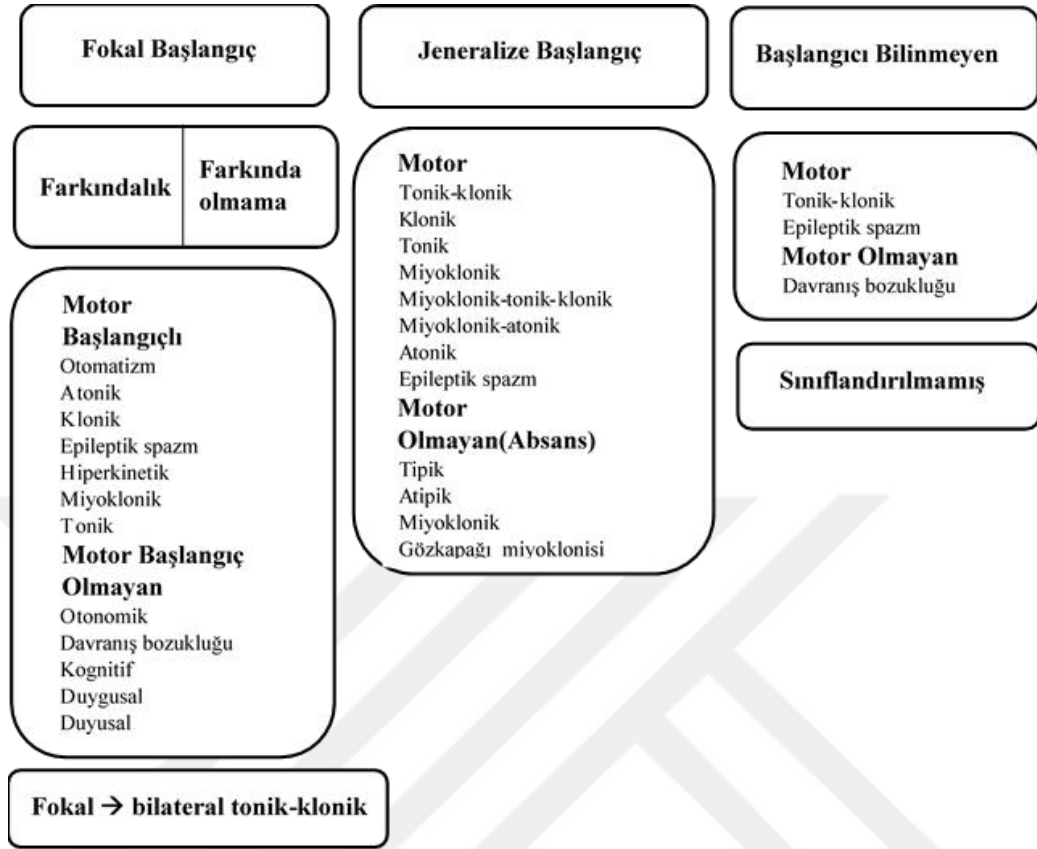 Fokal Başlangıç
Farkındalık
Farkında
olmama
Motor
Başlangıçlı
Otomatizm
Atonik
Klonik
Epileptik spazm
Hiperkinetik
Miyoklonik
Tonik
Motor Başlangıç
Olmayan
Otonomik
Davranış bozukluğu
Kognitif
Duygusal
Duyusal
Fokal → bilateral tonik-klonik
Jeneralize Başlangıç
Motor
Tonik-klonik
Klonik
Tonik
Miyoklonik
Miyoklonik-tonik-klonik
Miyoklonik-atonik
Atonik
Epileptik spazm
Motor
Olmayan(Absans)
Tipik
Atipik
Miyoklonik
Gözkapağı miyoklonisi
Başlangıcı Bilinmeyen
Motor
Tonik-klonik
Epileptik spazm
Motor Olmayan
Davranış bozukluğu
Sınıflandırılmamış